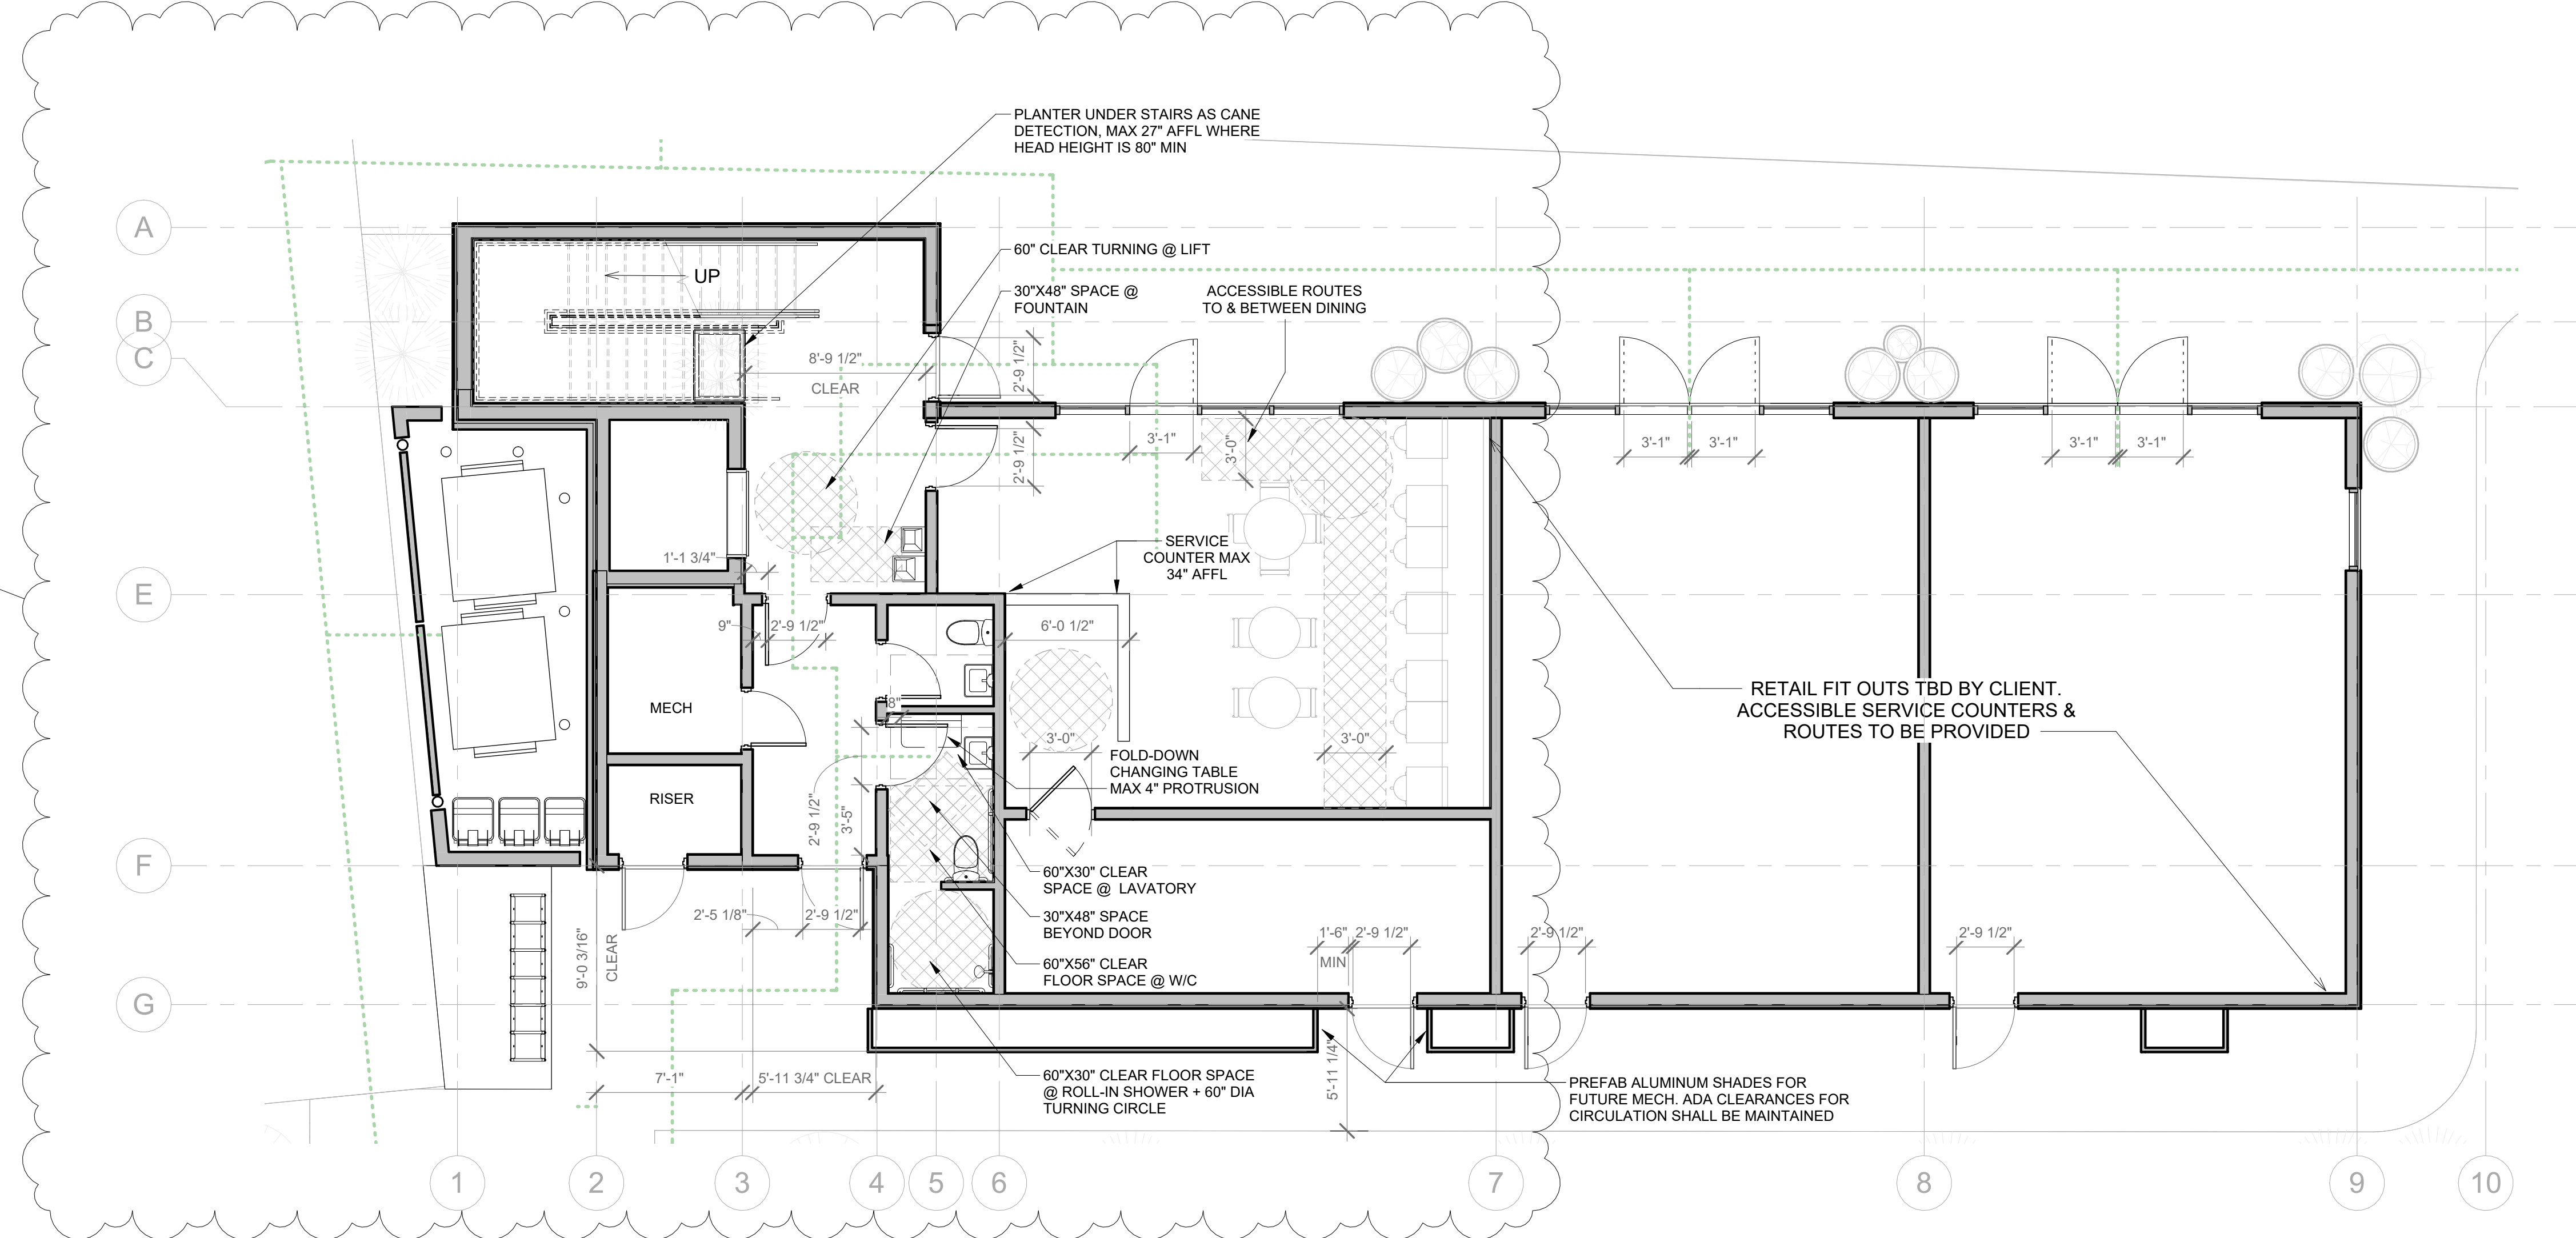 PLANTER UNDER STAIRS AS CANE
DETECTION, MAX 27" AFFL WHERE
HEAD HEIGHT IS 80" MIN
A
60" CLEAR TURNING @ LIFT
UP
30"X48" SPACE @
FOUNTAIN
ACCESSIBLE ROUTES
TO & BETWEEN DINING
B
C
8'-9 1/2"
CLEAR
2'-9 1/2"
2'-9 1/2"
3'-1"
3'-0"
3'-1"
3'-1"
3'-1"
3'-1"
1'-1 3/4"
SERVICE
COUNTER MAX
34" AFFL
E
9"
2'-9 1/2"
6'-0 1/2"
MECH
8"
RETAIL FIT OUTS TBD BY CLIENT.
ACCESSIBLE SERVICE COUNTERS &
ROUTES TO BE PROVIDED
3'-0"
3'-0"
FOLD-DOWN
CHANGING TABLE
MAX 4" PROTRUSION
RISER
2'-9 1/2"
3'-5"
F
60"X30" CLEAR
SPACE @ LAVATORY
2'-5 1/8"
2'-9 1/2"
30"X48" SPACE
BEYOND DOOR
9'-0 3/16"
CLEAR
1'-6"
MIN
2'-9 1/2"
2'-9 1/2"
2'-9 1/2"
60"X56" CLEAR
FLOOR SPACE @ W/C
G
5'-11 1/4"
7'-1"
5'-11 3/4" CLEAR
60"X30" CLEAR FLOOR SPACE
@ ROLL-IN SHOWER + 60" DIA
TURNING CIRCLE
PREFAB ALUMINUM SHADES FOR
FUTURE MECH. ADA CLEARANCES FOR
CIRCULATION SHALL BE MAINTAINED
1
2
3
4
5
6
7
8
9
10